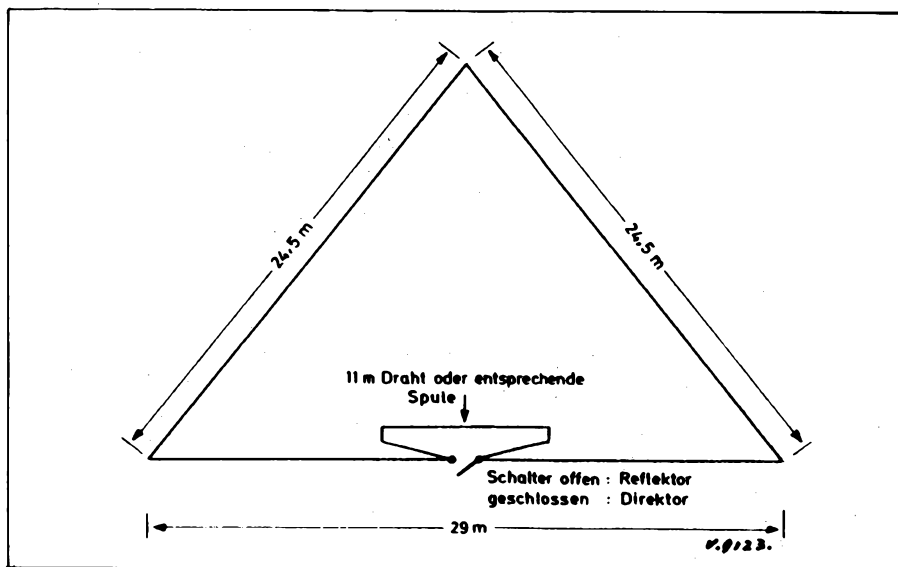 24,5 m
24,5 m
11 m Draht oder entsprechende
Spule
Schalter offen : Reflektor
geschlossen : Direktor
29 m